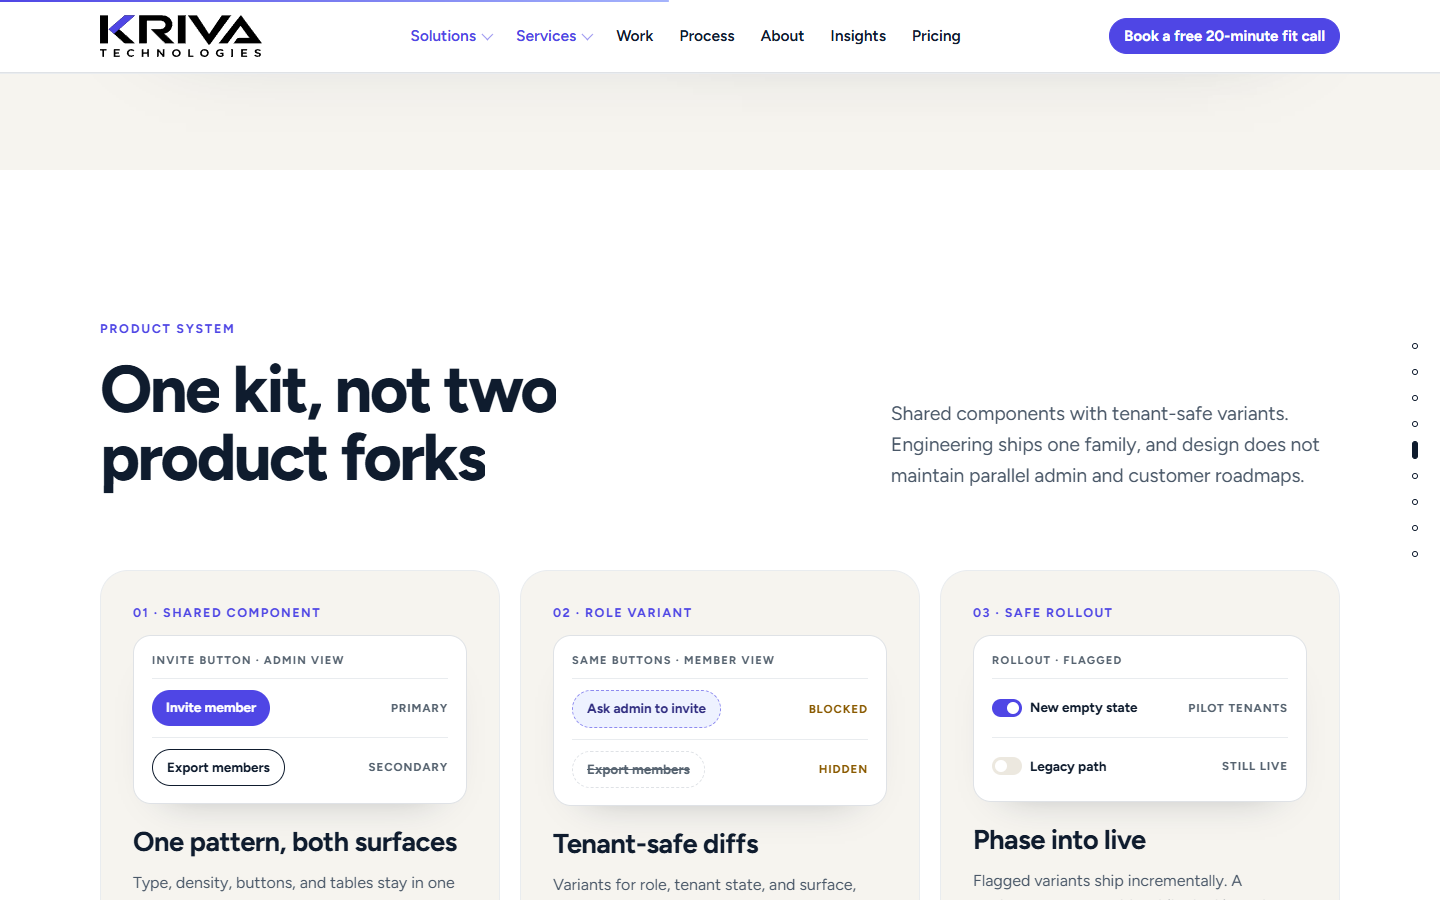 KRIVA
TECHNOLOGIES
Solutions
Services
Work
Process
About
Insights
Pricing
Book a free 20-minute fit call
PRODUCT SYSTEM
One kit, not two
product forks
Shared components with tenant-safe variants.
Engineering ships one family, and design does not
maintain parallel admin and customer roadmaps.
01 · SHARED COMPONENT
INVITE BUTTON · ADMIN VIEW
Invite member
PRIMARY
Export members
SECONDARY
One pattern, both surfaces
Type, density, buttons, and tables stay in one
02 · ROLE VARIANT
SAME BUTTONS · MEMBER VIEW
Ask admin to invite
BLOCKED
Export members
HIDDEN
Tenant-safe diffs
Variants for role, tenant state, and surface,
03 · SAFE ROLLOUT
ROLLOUT · FLAGGED
New empty state
PILOT TENANTS
Legacy path
STILL LIVE
Phase into live
Flagged variants ship incrementally. A